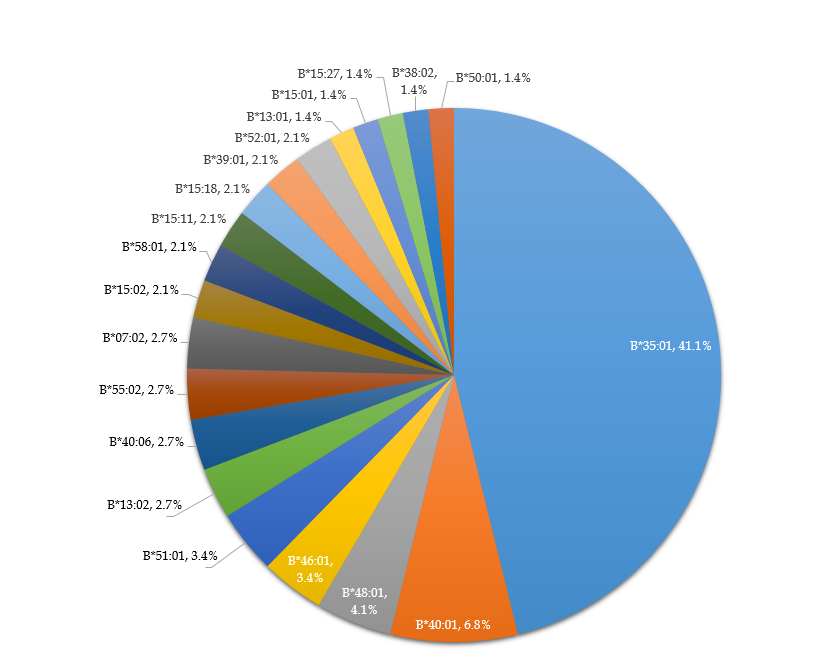 B*15:27, 1.4%
B*38:02,
1.4%
B*50:01, 1.4%
B*15:01, 1.4%
B*13:01, 1.4%
B*52:01, 2.1%
B*39:01, 2.1%
B*15:18, 2.1%
B*15:11, 2.1%
B*58:01, 2.1%
B*15:02, 2.1%
B*07:02, 2.7%
B*35:01, 41.1%
B*55:02, 2.7%
B*40:06, 2.7%
B*13:02, 2.7%
B*51:01, 3.4%
B*46:01,
3.4%
B*48:01,
4.1%
B*40:01, 6.8%